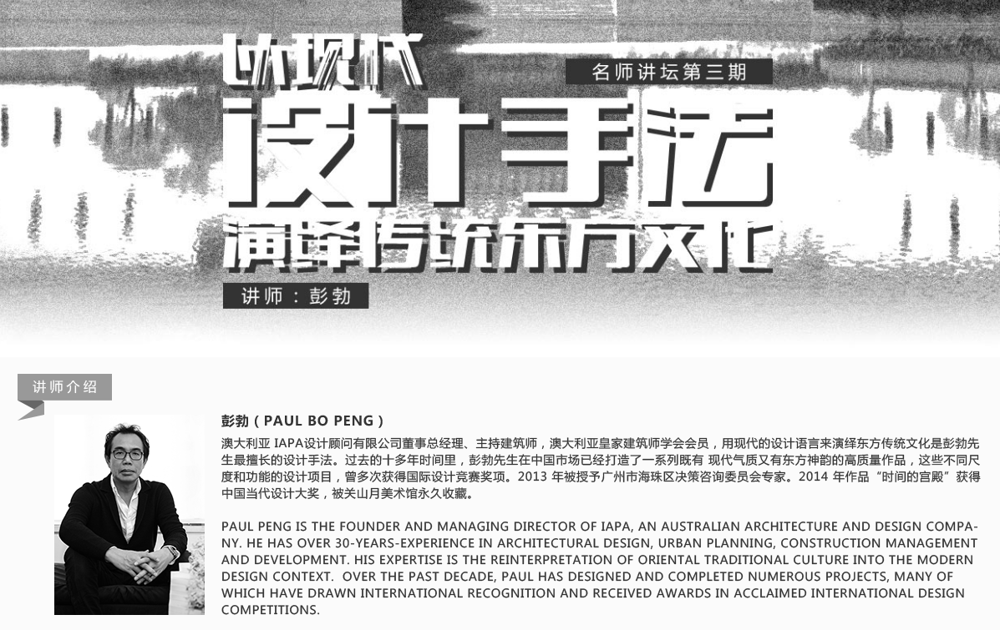 以现代
名师讲坛第三期
设计手法
演绎传统东方文化
讲师：彭勃
讲师介绍
彭勃（PAUL BO PENG）
澳大利亚 IAPA设计顾问有限公司董事总经理、主持建筑师，澳大利亚皇家建筑师学会会员，用现代的设计语言来演绎东方传统文化是彭勃先
生最擅长的设计手法。过去的十多年时间里，彭勃先生在中国市场已经打造了一系列既有 现代气质又有东方神韵的高质量作品，这些不同尺
度和功能的设计项目，曾多次获得国际设计竞赛奖项。2013 年被授予广州市海珠区决策咨询委员会专家。2014 年作品“时间的宫殿”获得
中国当代设计大奖，被关山月美术馆永久收藏。
PAUL PENG IS THE FOUNDER AND MANAGING DIRECTOR OF IAPA, AN AUSTRALIAN ARCHITECTURE AND DESIGN COMPA-
NY. HE HAS OVER 30-YEARS-EXPERIENCE IN ARCHITECTURAL DESIGN, URBAN PLANNING, CONSTRUCTION MANAGEMENT
AND DEVELOPMENT. HIS EXPERTISE IS THE REINTERPRETATION OF ORIENTAL TRADITIONAL CULTURE INTO THE MODERN
DESIGN CONTEXT.  OVER THE PAST DECADE, PAUL HAS DESIGNED AND COMPLETED NUMEROUS PROJECTS, MANY OF
WHICH HAVE DRAWN INTERNATIONAL RECOGNITION AND RECEIVED AWARDS IN ACCLAIMED INTERNATIONAL DESIGN
COMPETITIONS.